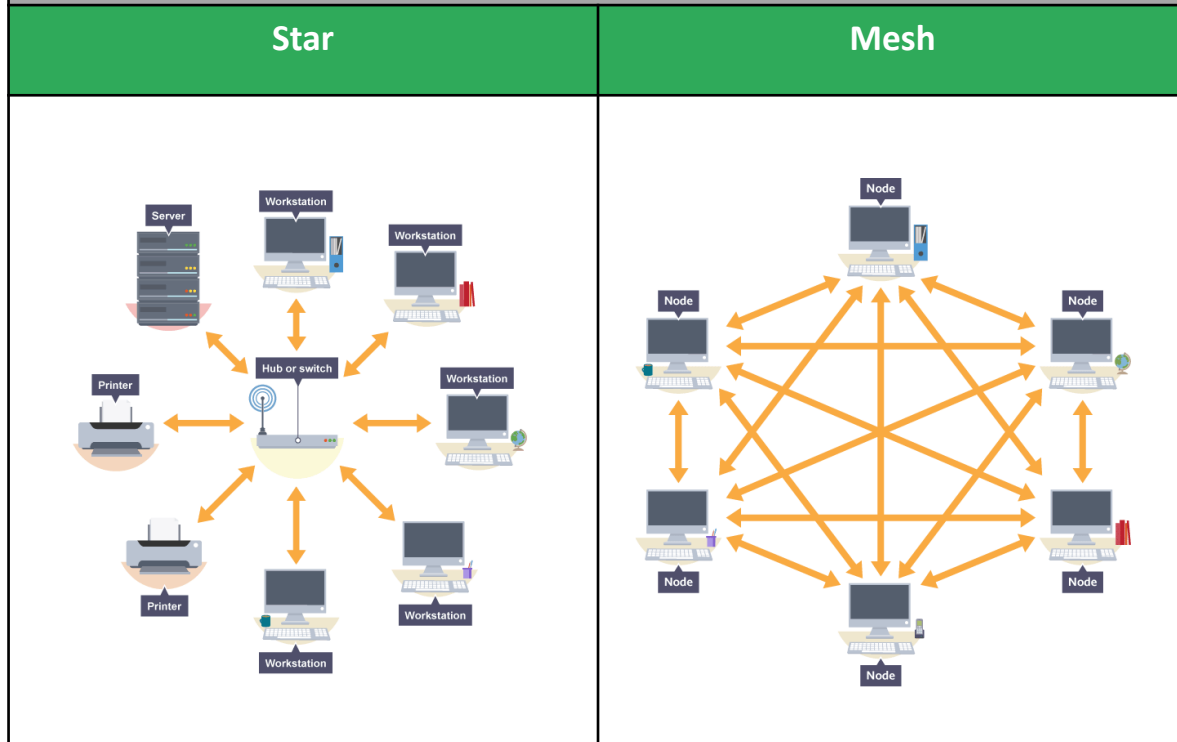 Star
Mesh
Workstation
Server
Workstation
Hub or switch
Printer
Workstation
Printer
Workstation
Workstation
Node
Node
Node
Node
Node
Node